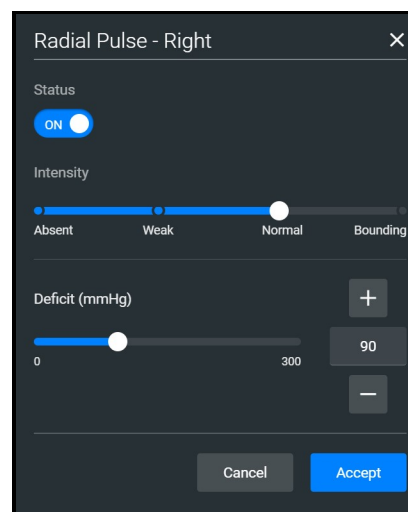 Radial Pulse - Right
Status
ON
Intensity
Absent Weak Normal Bounding
Deficit (mmHg)
90
0 300
Cancel Accept